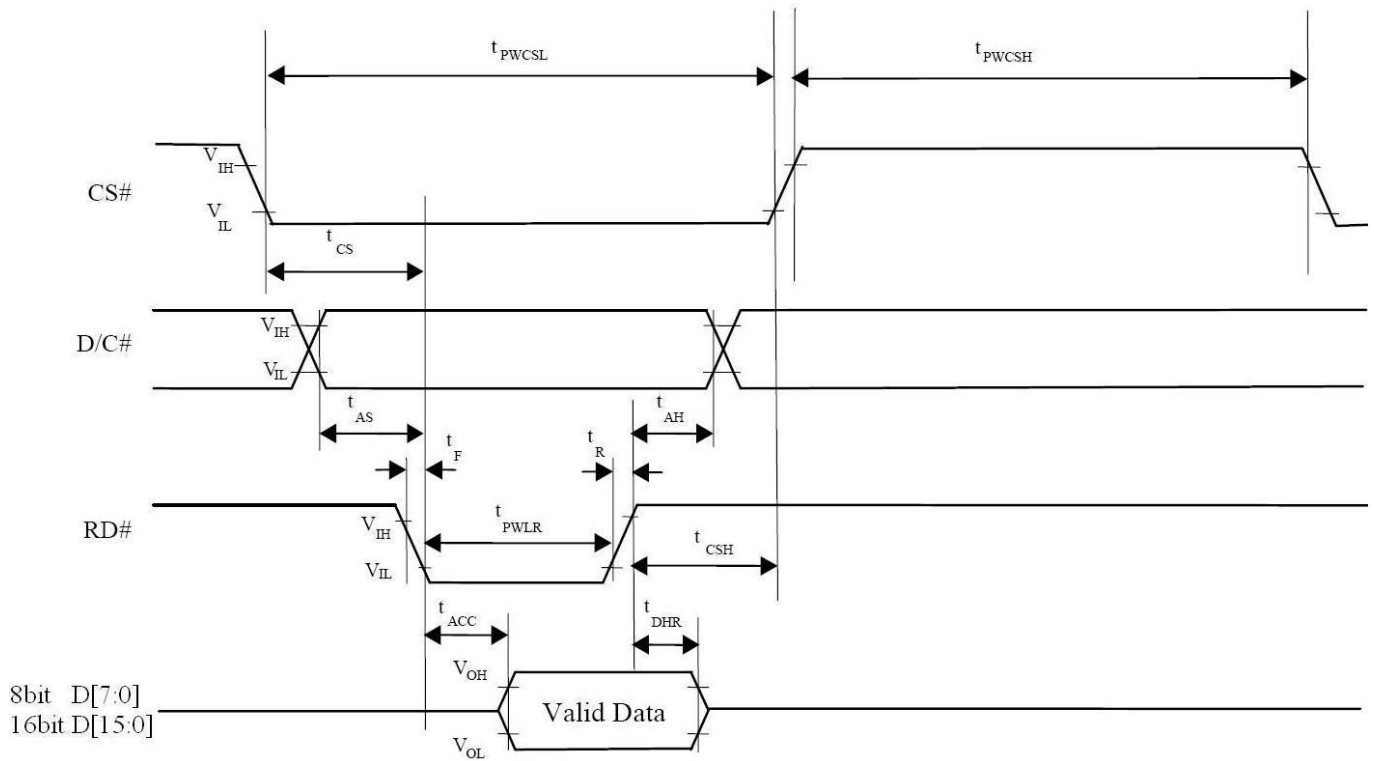 t PWCSL
t PWCSH
CS#
V IH
V IL
t CS
D/C#
V IH
V IL
t AS
t AH
t F
t R
RD#
V IH
V IL
t PWLR
t CSH
t ACC
t DHR
8bit D[7:0]
16bit D[15:0]
V OH
Valid Data
V OL